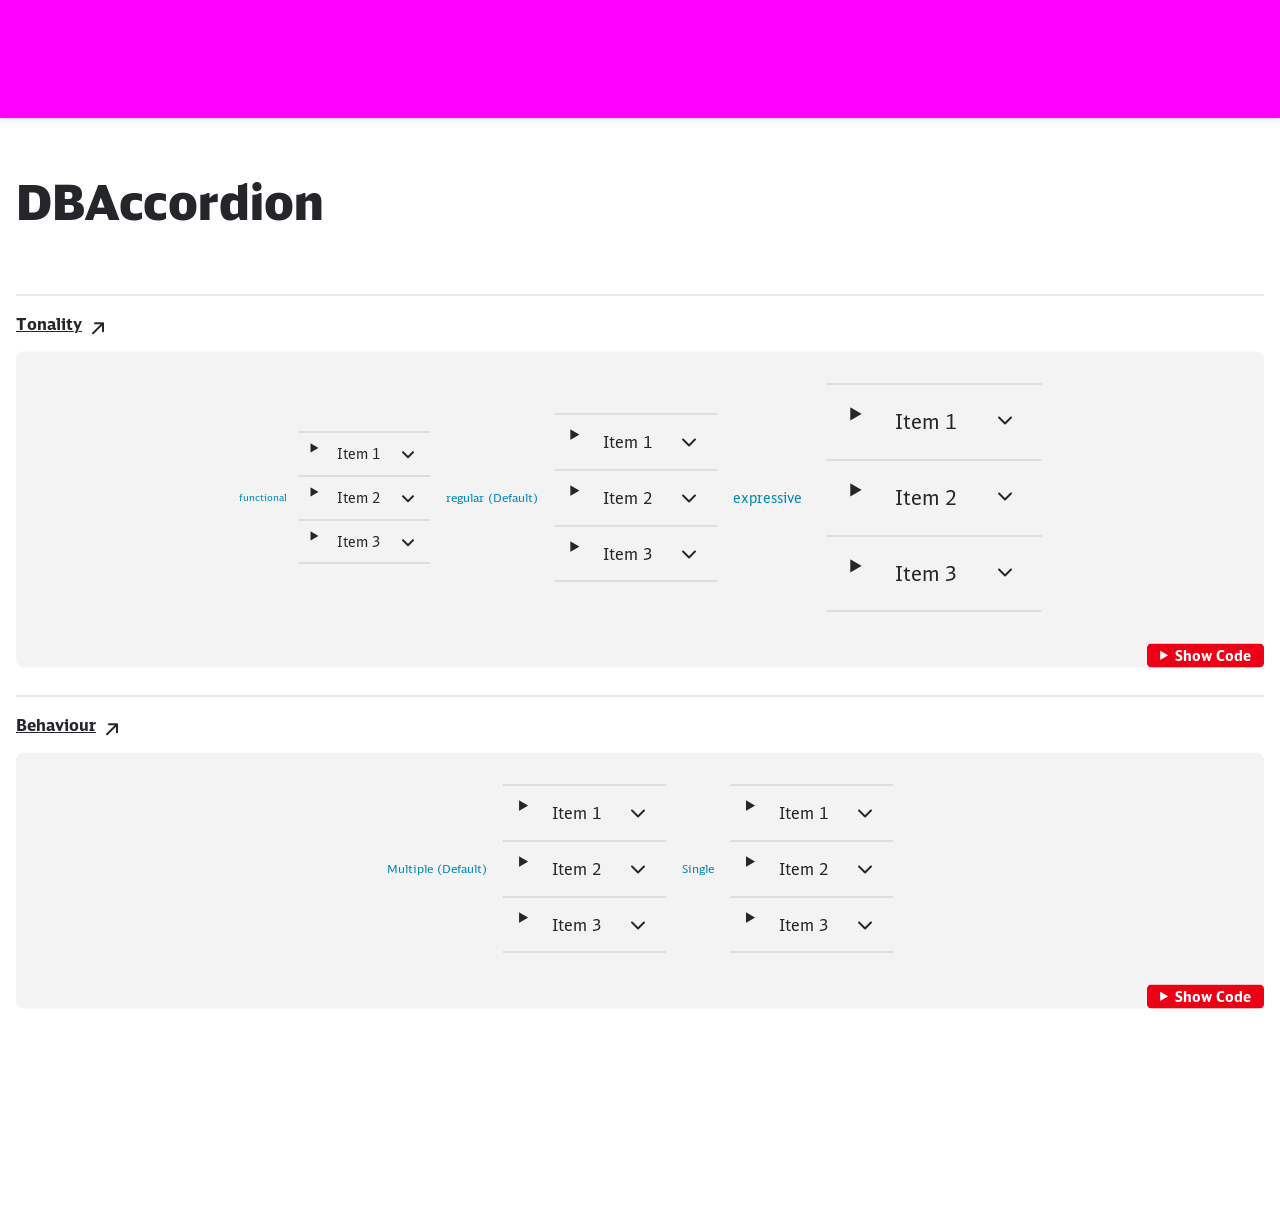 DBAccordion
Tonality
functional
Item 1
Item 2
Item 3
regular (Default)
Item 1
Item 2
Item 3
expressive
Item 1
Item 2
Item 3
Show Code
Behaviour
Multiple (Default)
Item 1
Item 2
Item 3
Single
Item 1
Item 2
Item 3
Show Code